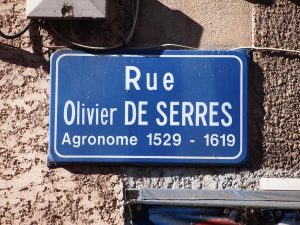 Rue
Olivier DE SERRES
Agronome 1529 - 1619